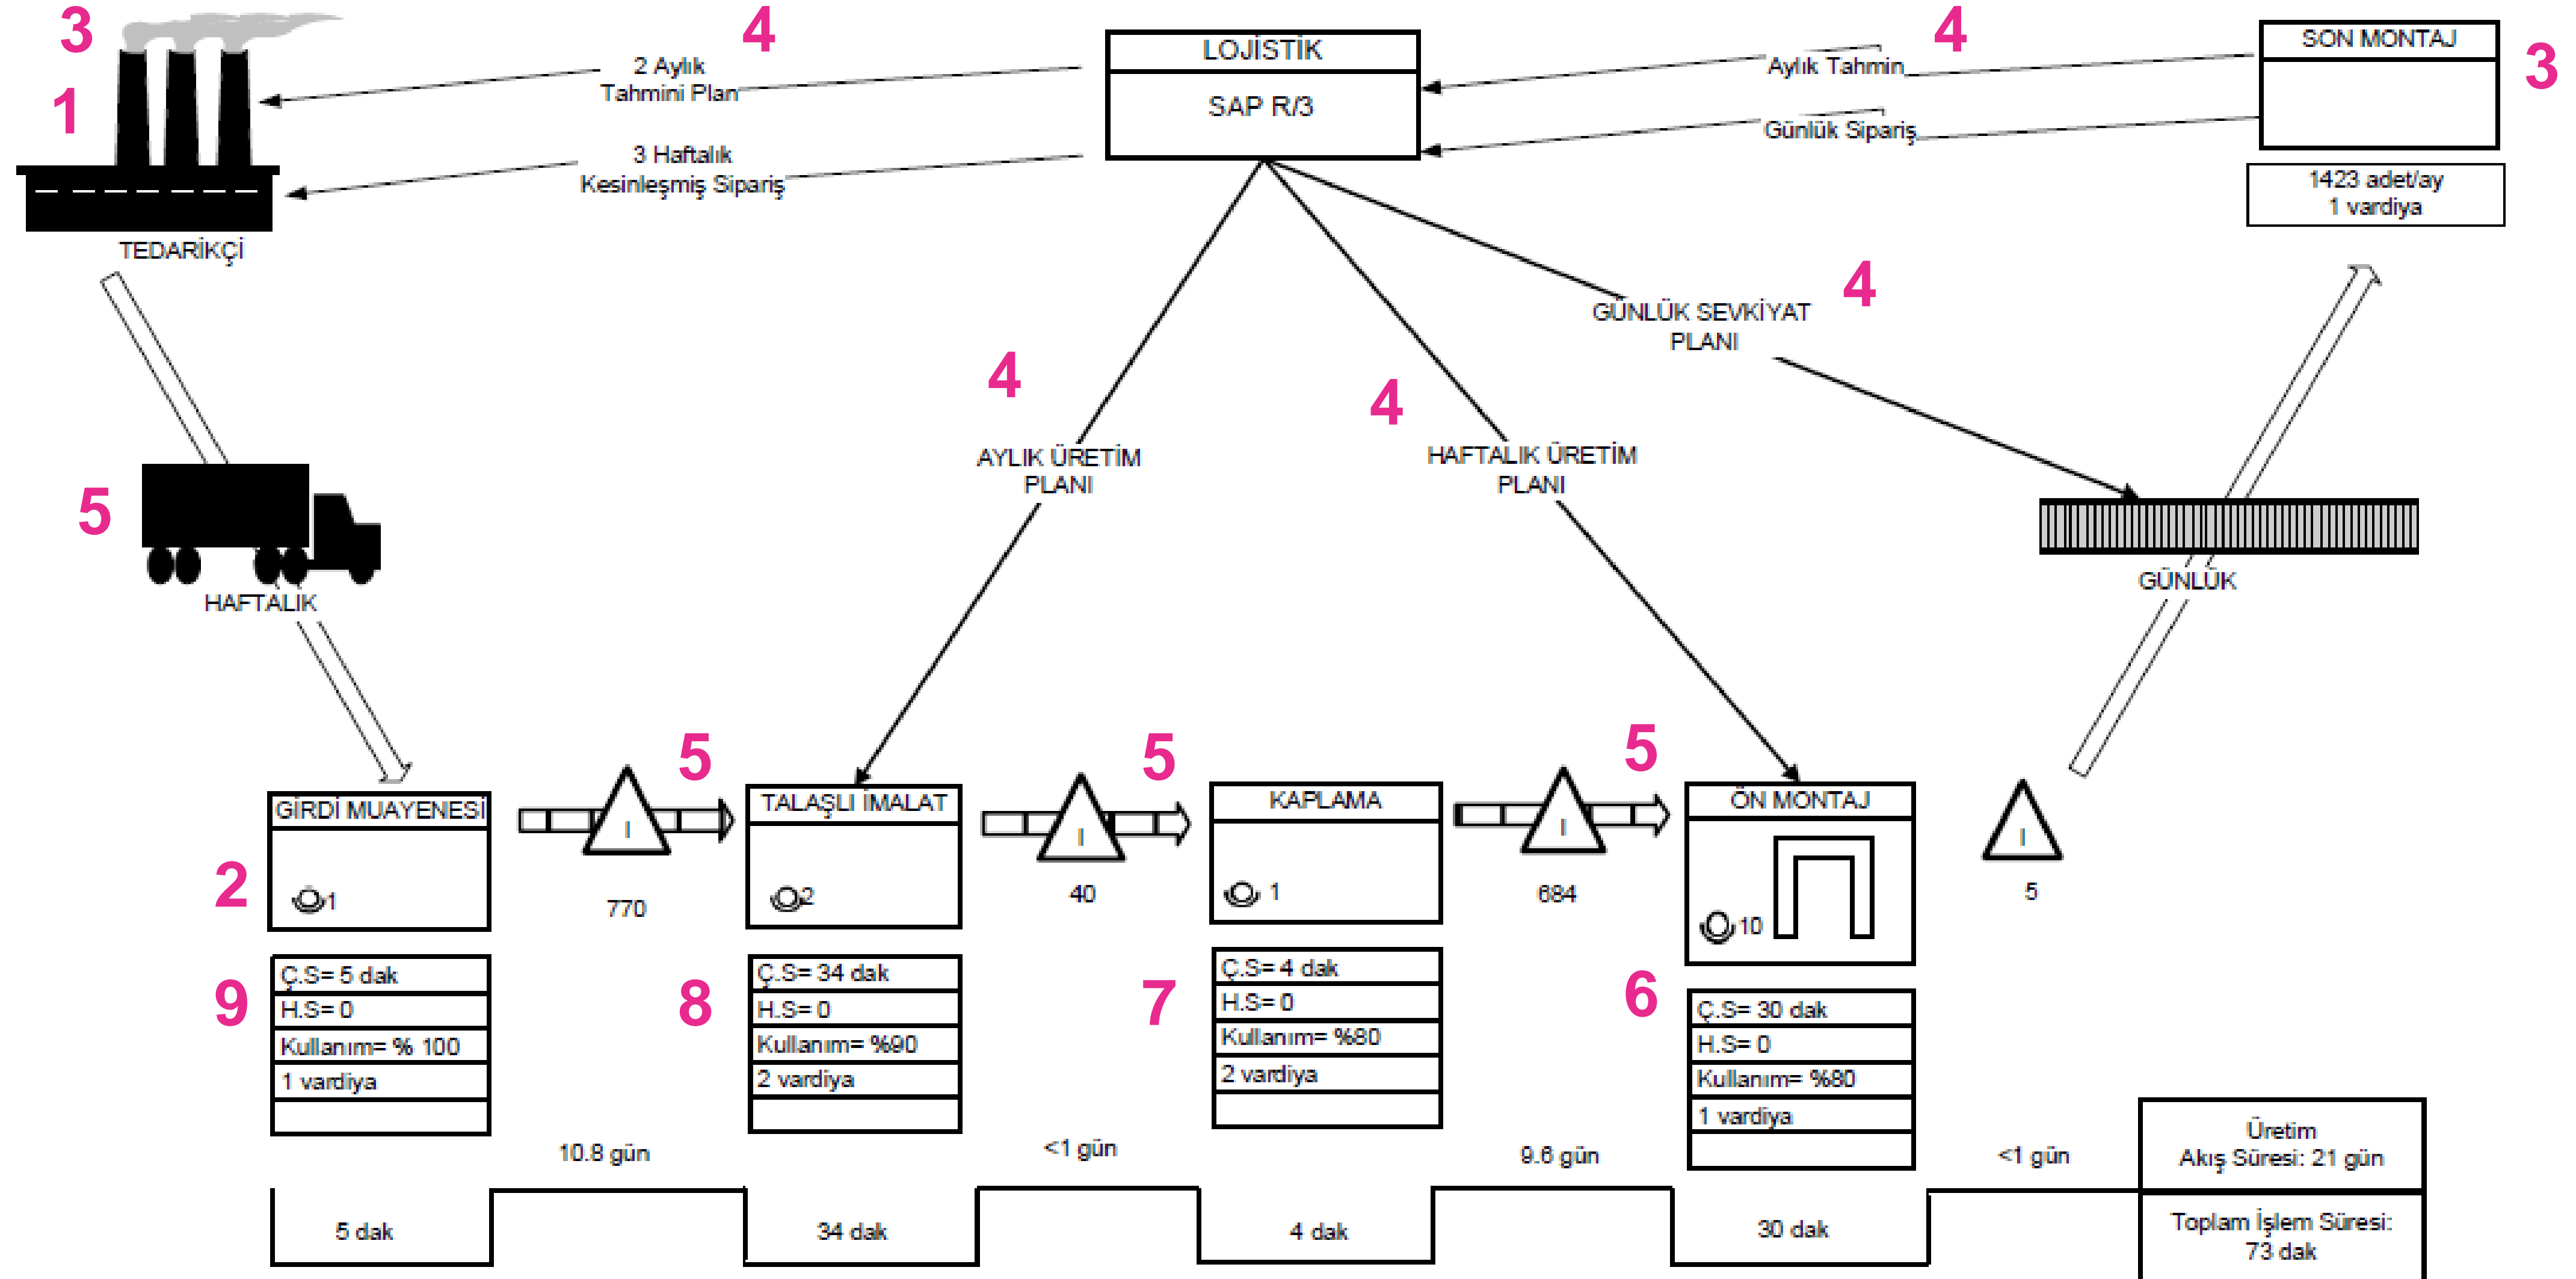 3
4
LOJİSTİK
4
SON MONTAJ
3
1
2 Aylık
Tahmini Plan
SAP R/3
Aylık Tahmin
Günlük Sipariş
3 Haftalık
Kesinleşmiş Sipariş
1423 adet/ay
1 vardiya
TEDARİKÇİ
4
GÜNLÜK SEVKİYAT
PLANI
4
4
AYLIK ÜRETİM
PLANI
HAFTALIK ÜRETİM
PLANI
5
HAFTALIK
GÜNLÜK
5
5
5
GİRDİ MUAYENESİ
TALAŞLI İMALAT
KAPLAMA
ÖN MONTAJ
I
I
I
I
2
1
770
2
40
1
684
10
5
9
Ç.S= 5 dak
H.S= 0
Kullanım= % 100
1 vardiya
8
Ç.S= 34 dak
H.S= 0
Kullanım= %90
2 vardiya
7
Ç.S= 4 dak
H.S= 0
Kullanım= %80
2 vardiya
6
Ç.S= 30 dak
H.S= 0
Kullanım= %80
1 vardiya
10.8 gün
<1 gün
9.6 gün
<1 gün
Üretim
Akış Süresi: 21 gün
5 dak
34 dak
4 dak
30 dak
Toplam İşlem Süresi:
73 dak